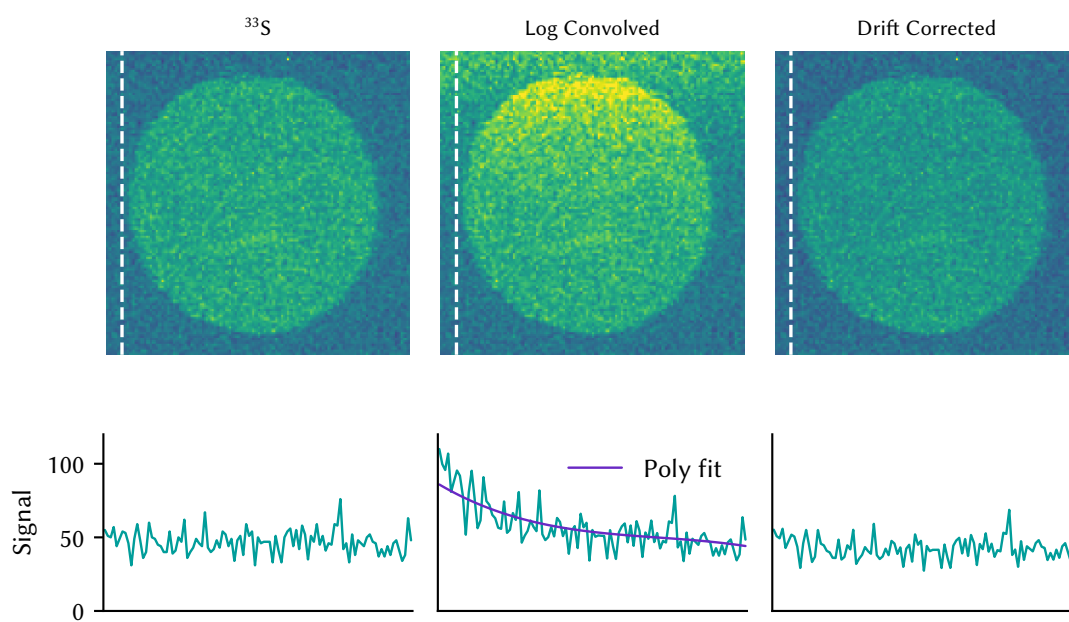 ³³S
Log Convolved
Drift Corrected
Signal
100
50
0
Poly fit